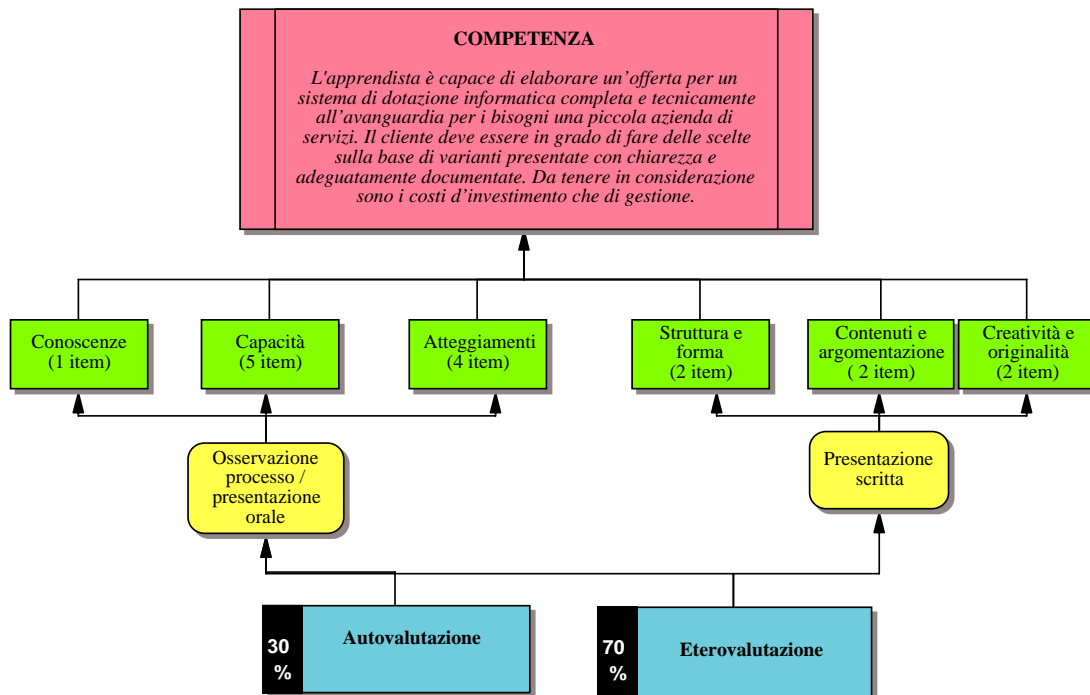 COMPETENZA
L'apprendista è capace di elaborare un’offerta per un
sistema di dotazione informatica completa e tecnicamente
all’avanguardia per i bisogni una piccola azienda di
servizi. Il cliente deve essere in grado di fare delle scelte
sulla base di varianti presentate con chiarezza e
adeguatamente documentate. Da tenere in considerazione
sono i costi d’investimento che di gestione.
Conoscenze
(1 item)
Capacità
(5 item)
Atteggiamenti
(4 item)
Struttura e
forma
(2 item)
Contenuti e
argomentazione
( 2 item)
Creatività e
originalità
(2 item)
Osservazione
processo /
presentazione
orale
Presentazione
scritta
30
%
Autovalutazione
70
%
Eterovalutazione